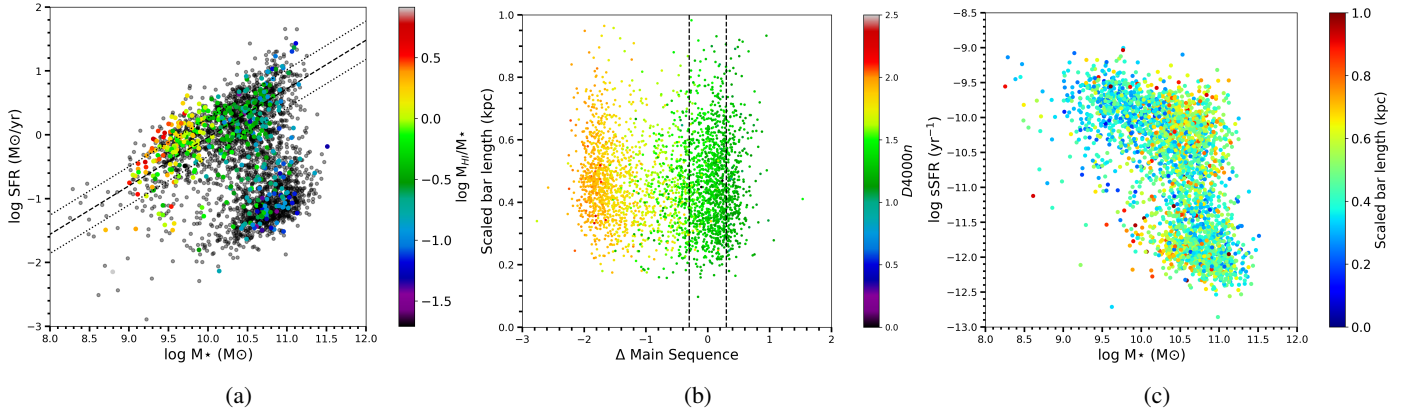 2
1
0
−1
−2
−3
8.0 8.5 9.0 9.5 10.0 10.5 11.0 11.5 12.0
log SFR (M⊙/yr)
log M⋆ (M⊙)
0.5
0.0
−0.5
−1.0
−1.5
log M_HI/M⋆
(a)
1.0
0.8
0.6
0.4
0.2
0.0
−3 −2 −1 0 1 2
Scaled bar length (kpc)
Δ Main Sequence
2.5
2.0
1.5
1.0
0.5
0.0
D4000n
(b)
−8.5
−9.0
−9.5
−10.0
−10.5
−11.0
−11.5
−12.0
−12.5
−13.0
8.0 8.5 9.0 9.5 10.0 10.5 11.0 11.5 12.0
log sSFR (yr⁻¹)
log M⋆ (M⊙)
1.0
0.8
0.6
0.4
0.2
0.0
Scaled bar length (kpc)
(c)